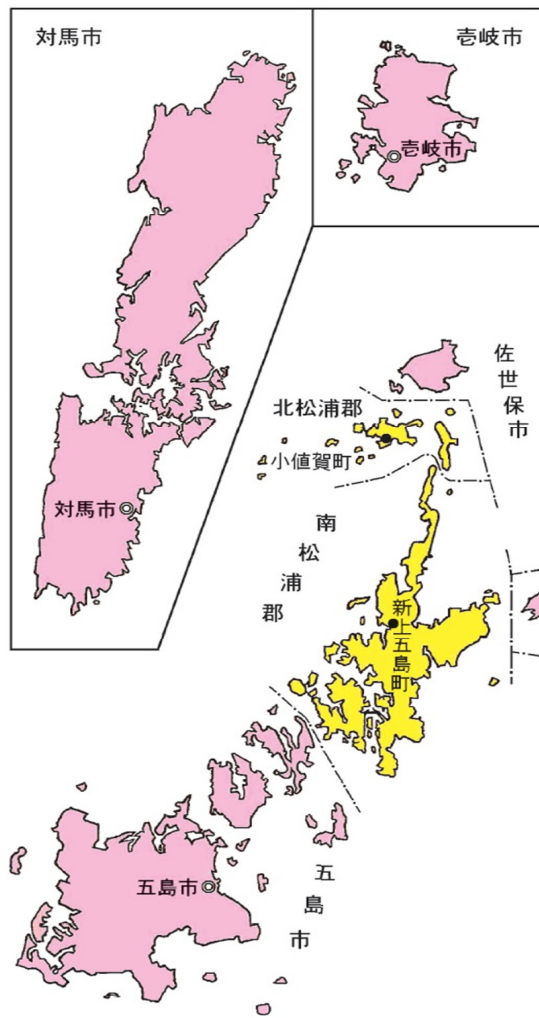 対馬市
壱岐市
壱岐市
佐世保市
北松浦郡
小値賀町
対馬市
南松浦郡
新上五島町
五島市
五島市